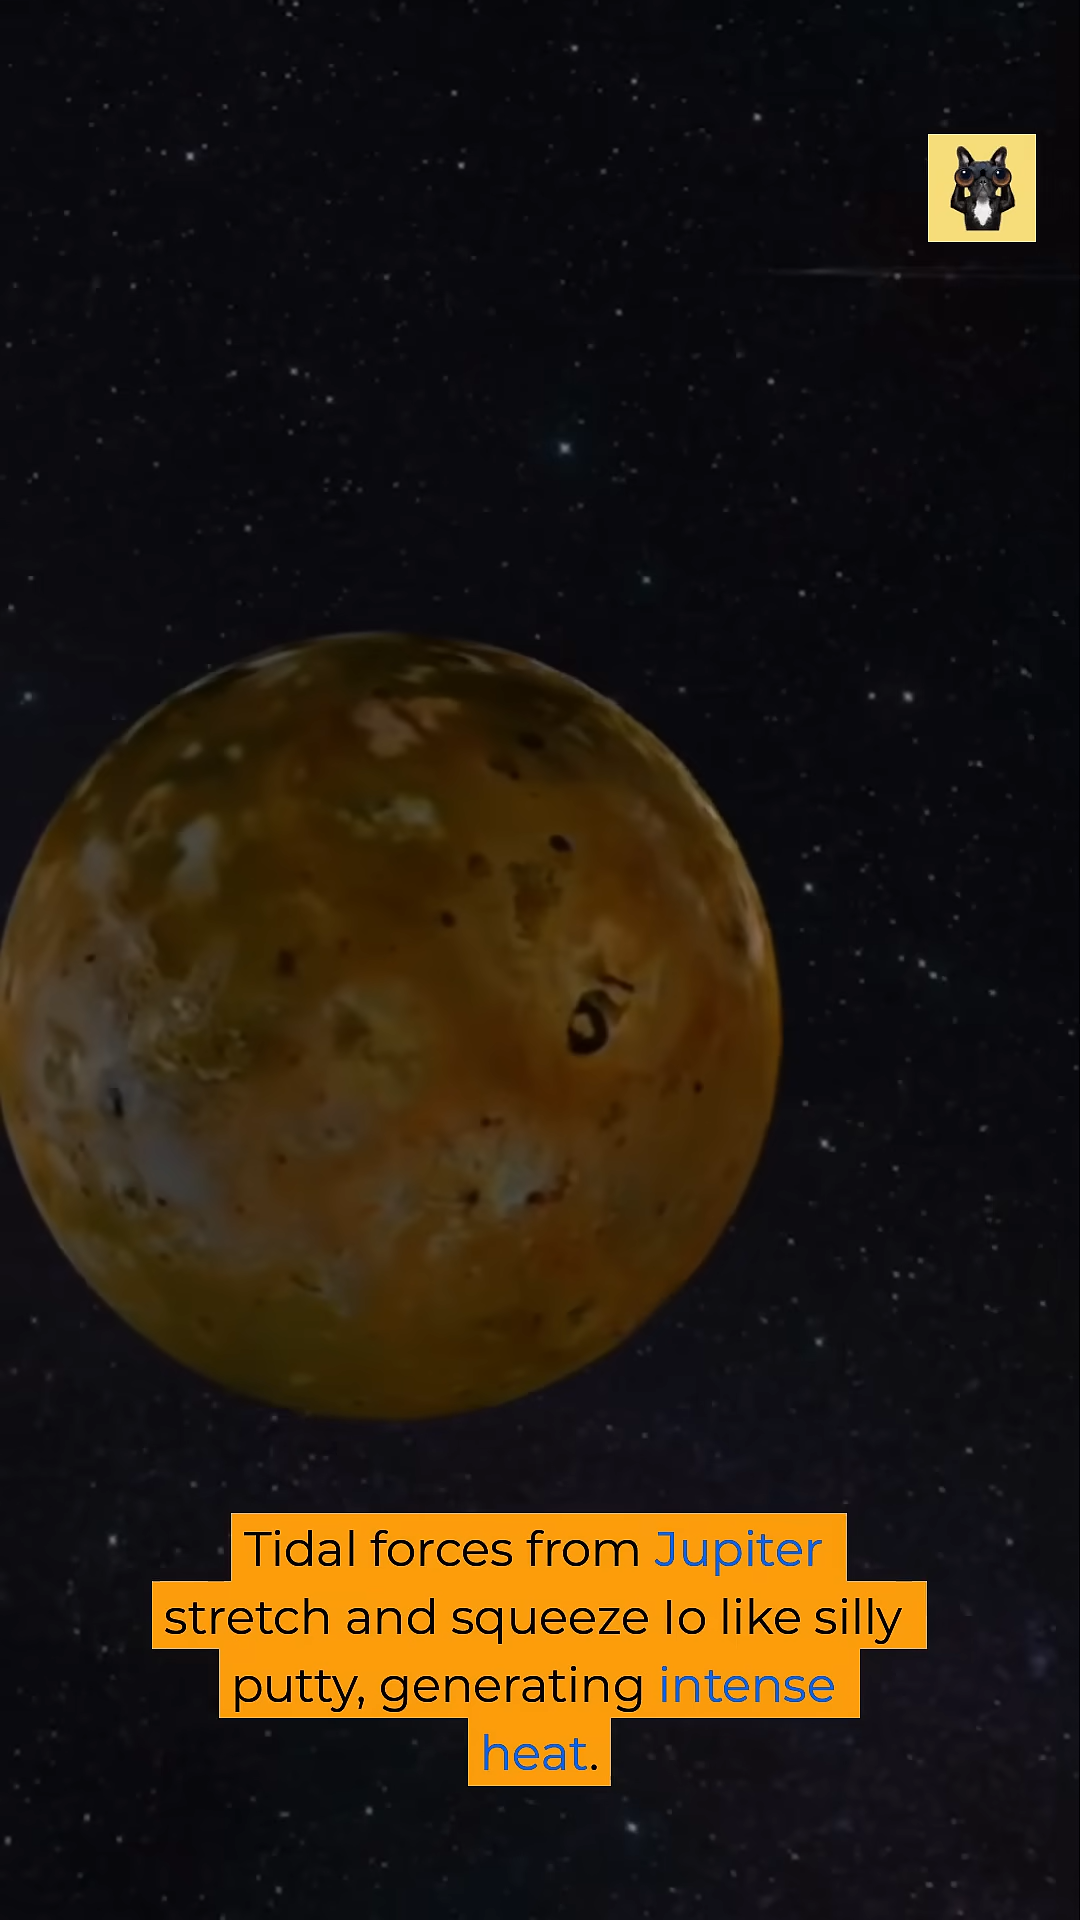 Tidal forces from Jupiter
stretch and squeeze Io like silly
putty, generating intense
heat.